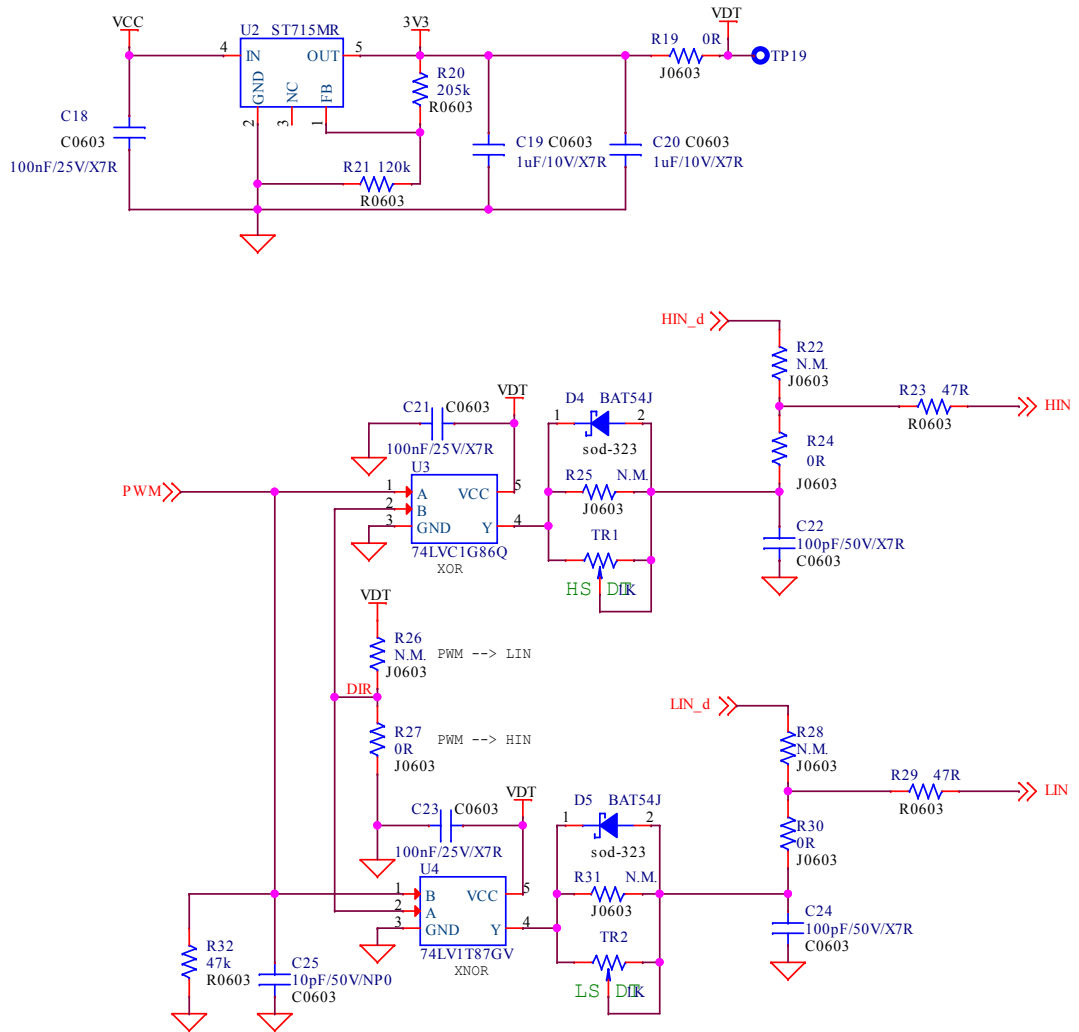 VCC
U2 ST715MR
3V3
VDT
4
IN
OUT
5
GND
NC
FB
2
3
1
R19 0R
J0603
TP19
R20
205k
R0603
C18
C0603
100nF/25V/X7R
R21 120k
R0603
C19 C0603
1uF/10V/X7R
C20 C0603
1uF/10V/X7R
HIN_d
R22
N.M.
J0603
R23 47R
R0603
HIN
R24
0R
J0603
C22
100pF/50V/X7R
C0603
VDT
C21 C0603
100nF/25V/X7R
D4 BAT54J
1 2
sod-323
R25 N.M.
J0603
TR1
HS DT
1K
PWM
U3
1 A VCC 5
2 B
3 GND Y 4
74LVC1G86Q
XOR
VDT
R26
N.M.
J0603
PWM --> LIN
DIR
R27
0R
J0603
PWM --> HIN
LIN_d
R28
N.M.
J0603
R29 47R
R0603
LIN
R30
0R
J0603
C24
100pF/50V/X7R
C0603
VDT
C23 C0603
100nF/25V/X7R
D5 BAT54J
1 2
sod-323
R31 N.M.
J0603
TR2
LS DT
1K
U4
1 B VCC 5
2 A
3 GND Y 4
74LV1T87GV
XNOR
R32
47k
R0603
C25
10pF/50V/NP0
C0603